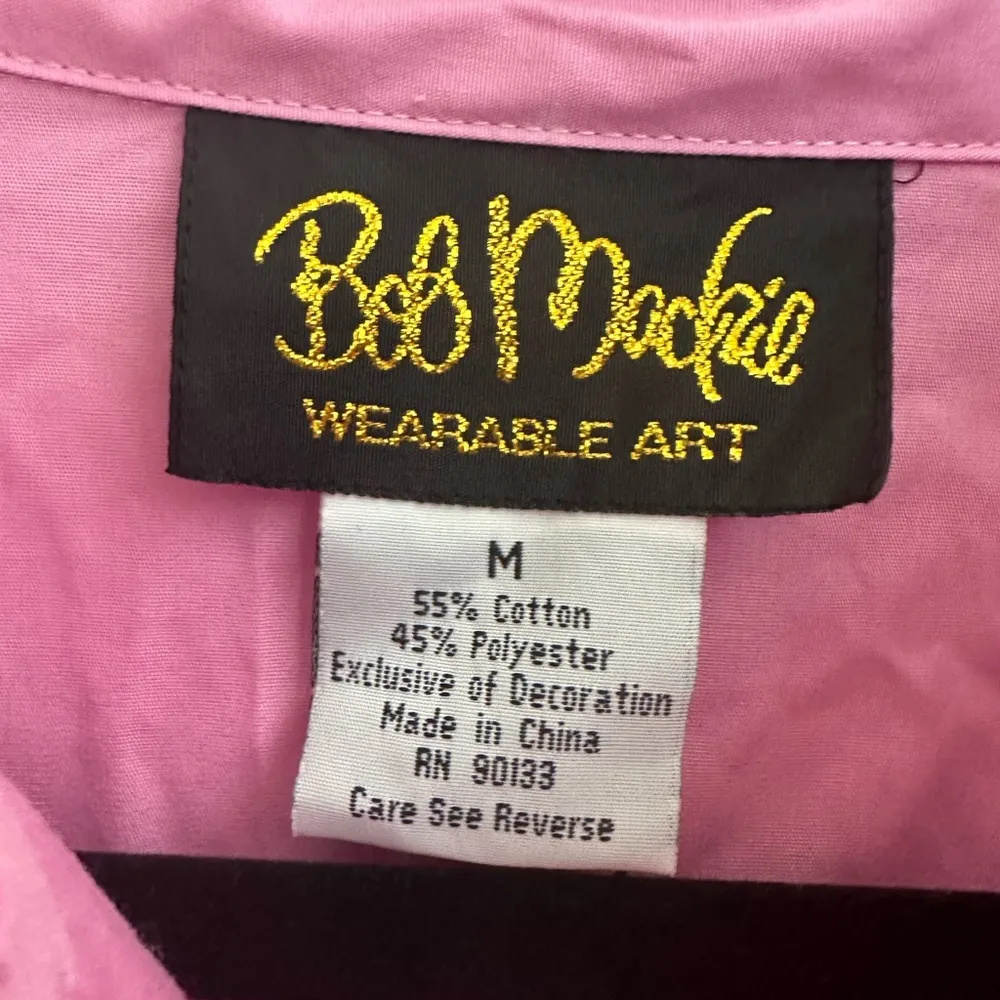 Bob Mackie
WEARABLE ART
M
55% Cotton
45% Polyester
Exclusive of Decoration
Made in China
RN 90133
Care See Reverse